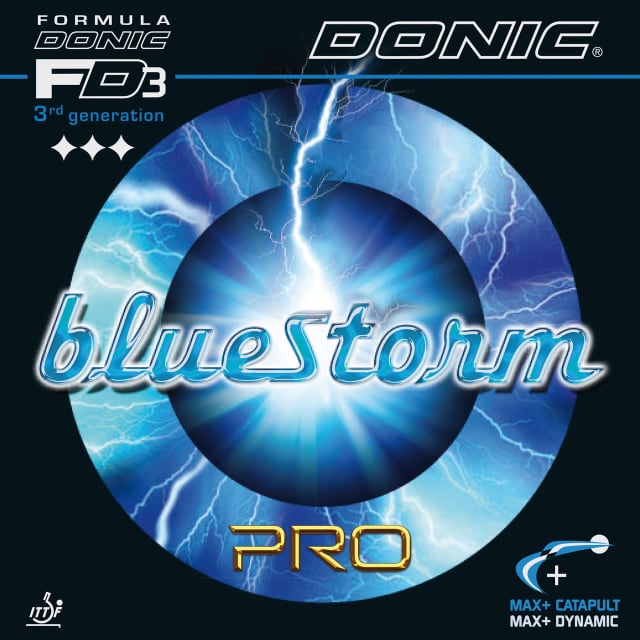 FORMULA
DONIC
FD3
3rd generation
DONIC®
bluestorm
PRO
ITTF
+
MAX+ CATAPULT
MAX+ DYNAMIC